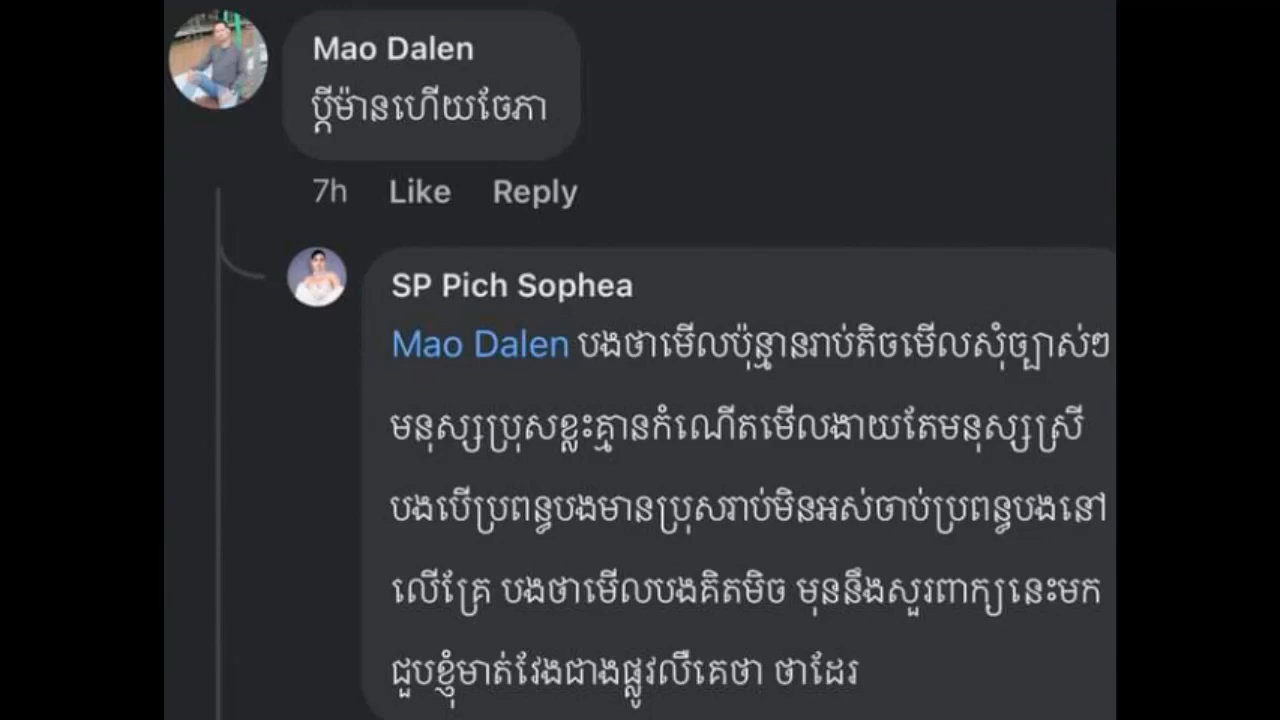 Mao Dalen
ប្ដីម៉ានហើយចែភា
7h Like Reply
SP Pich Sophea
Mao Dalen បងថាមើលប៉ុន្មានរាប់តិចមើលសុំច្បាស់ៗ
មនុស្សប្រុសខ្លះគ្មានកំណើតមើលងាយតែមនុស្សស្រី
បងបើប្រពន្ធបងមានប្រុសរាប់មិនអស់ចាប់ប្រពន្ធបងនៅ
លើគ្រែ បងថាមើលបងគិតមិច មុននឹងសួរពាក្យនេះមក
ជួបខ្ញុំមាត់វែងជាងផ្លូវលឺគេថា ថាដែរ